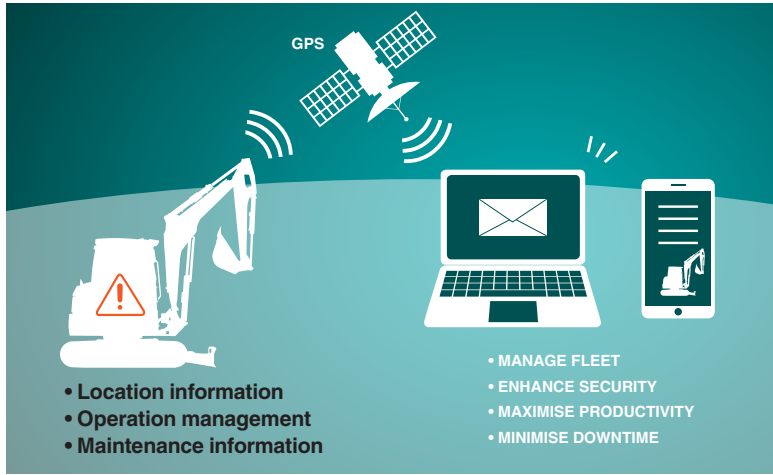 GPS
• Location information
• Operation management
• Maintenance information
• MANAGE FLEET
• ENHANCE SECURITY
• MAXIMISE PRODUCTIVITY
• MINIMISE DOWNTIME